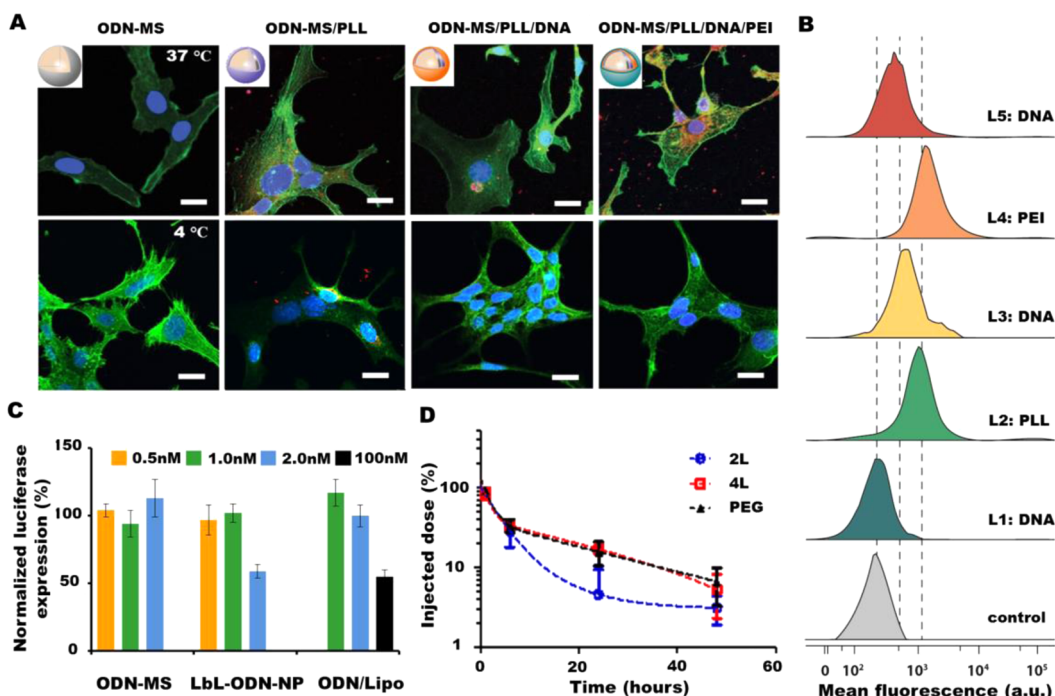 A
ODN-MS
ODN-MS/PLL
ODN-MS/PLL/DNA
ODN-MS/PLL/DNA/PEI
37 °C
4 °C
B
L5: DNA
L4: PEI
L3: DNA
L2: PLL
L1: DNA
control
0 10² 10³ 10⁴ 10⁵
Mean fluorescence (a.u.)
C
Normalized luciferase
expression (%)
150
100
50
0
0.5nM 1.0nM 2.0nM 100nM
ODN-MS LbL-ODN-NP ODN/Lipo
D
Injected dose (%)
100
10
1
2L
4L
PEG
0 20 40 60
Time (hours)